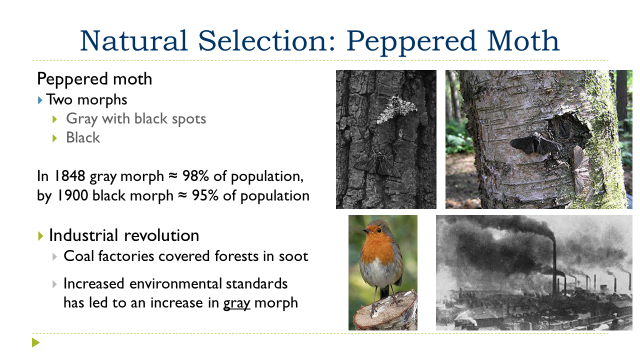 Natural Selection: Peppered Moth
Peppered moth
Two morphs
Gray with black spots
Black
In 1848 gray morph ≈ 98% of population,
by 1900 black morph ≈ 95% of population
Industrial revolution
Coal factories covered forests in soot
Increased environmental standards
has led to an increase in gray morph